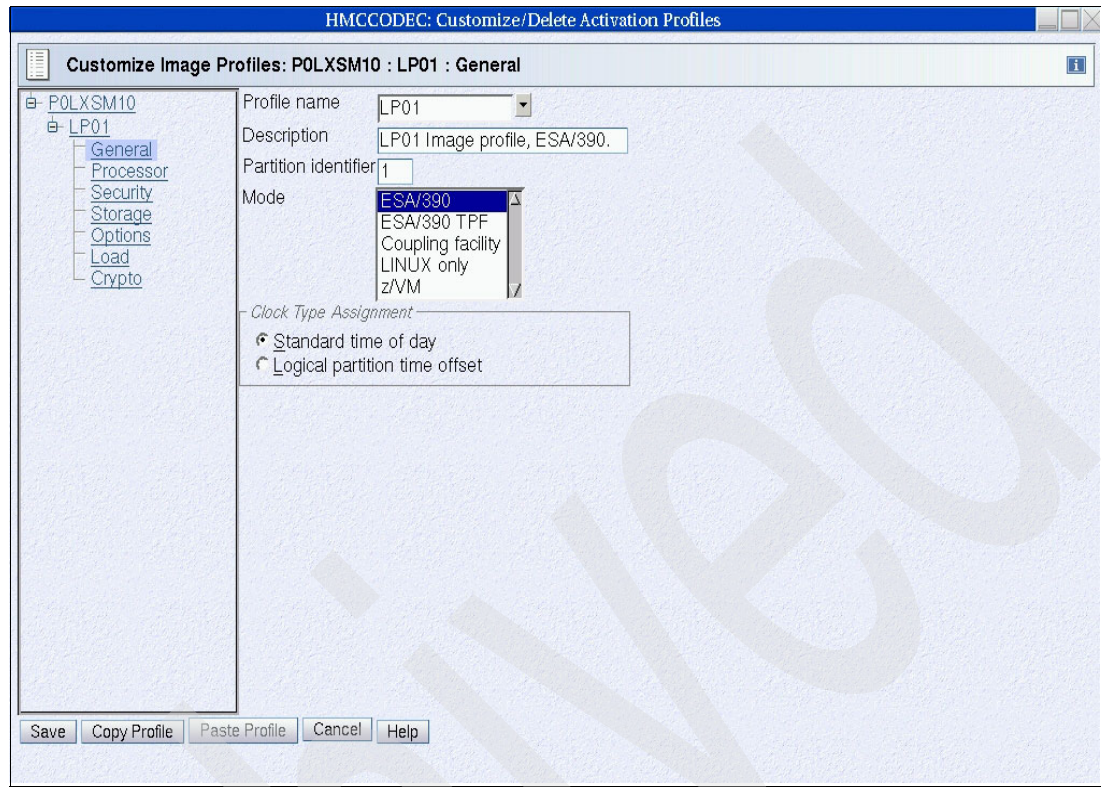 HMCCODEC: Customize/Delete Activation Profiles
Customize Image Profiles: P0LXSM10 : LP01 : General
i
P0LXSM10
LP01
General
Processor
Security
Storage
Options
Load
Crypto
Profile name LP01
Description LP01 Image profile, ESA/390.
Partition identifier 1
Mode ESA/390
ESA/390 TPF
Coupling facility
LINUX only
z/VM
Clock Type Assignment
Standard time of day
Logical partition time offset
Save Copy Profile Paste Profile Cancel Help